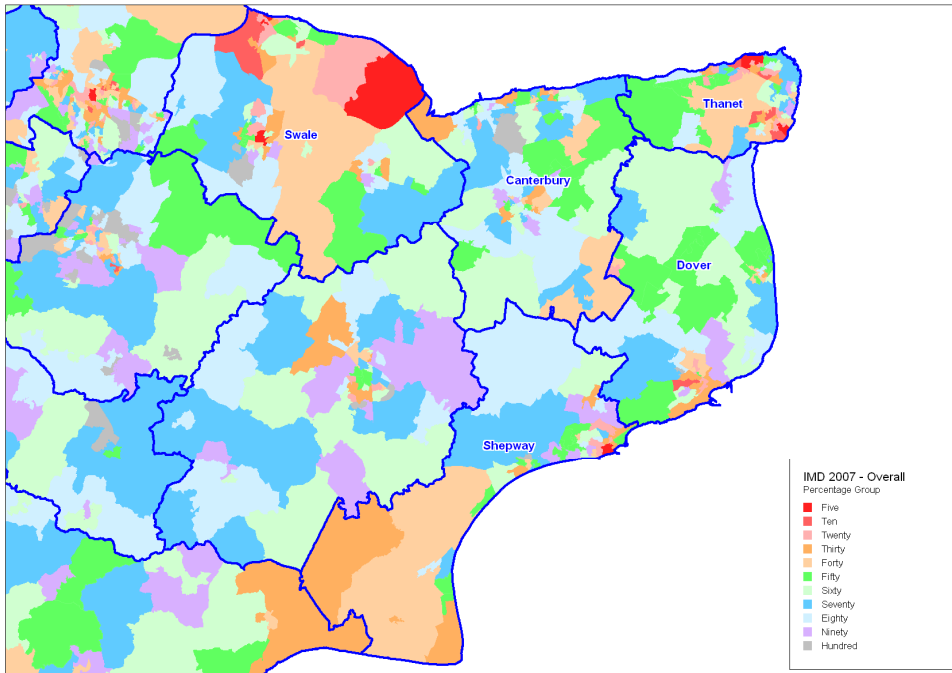 Thanet
Swale
Canterbury
Dover
Shepway
IMD 2007 - Overall
Percentage Group
Five
Ten
Twenty
Thirty
Forty
Fifty
Sixty
Seventy
Eighty
Ninety
Hundred